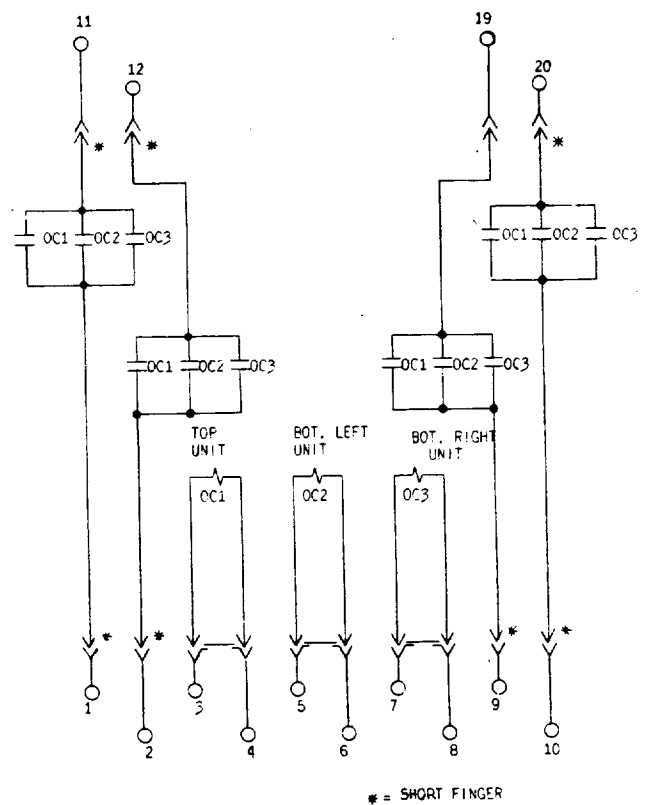 11
19
12
20
*
*
*
OC1 OC2 OC3
OC1 OC2 OC3
OC1 OC2 OC3
OC1 OC2 OC3
TOP
UNIT
BOT. LEFT
UNIT
BOT. RIGHT
UNIT
OC1
OC2
OC3
*
*
*
*
1
3
5
7
9
2
4
6
8
10
* = SHORT FINGER